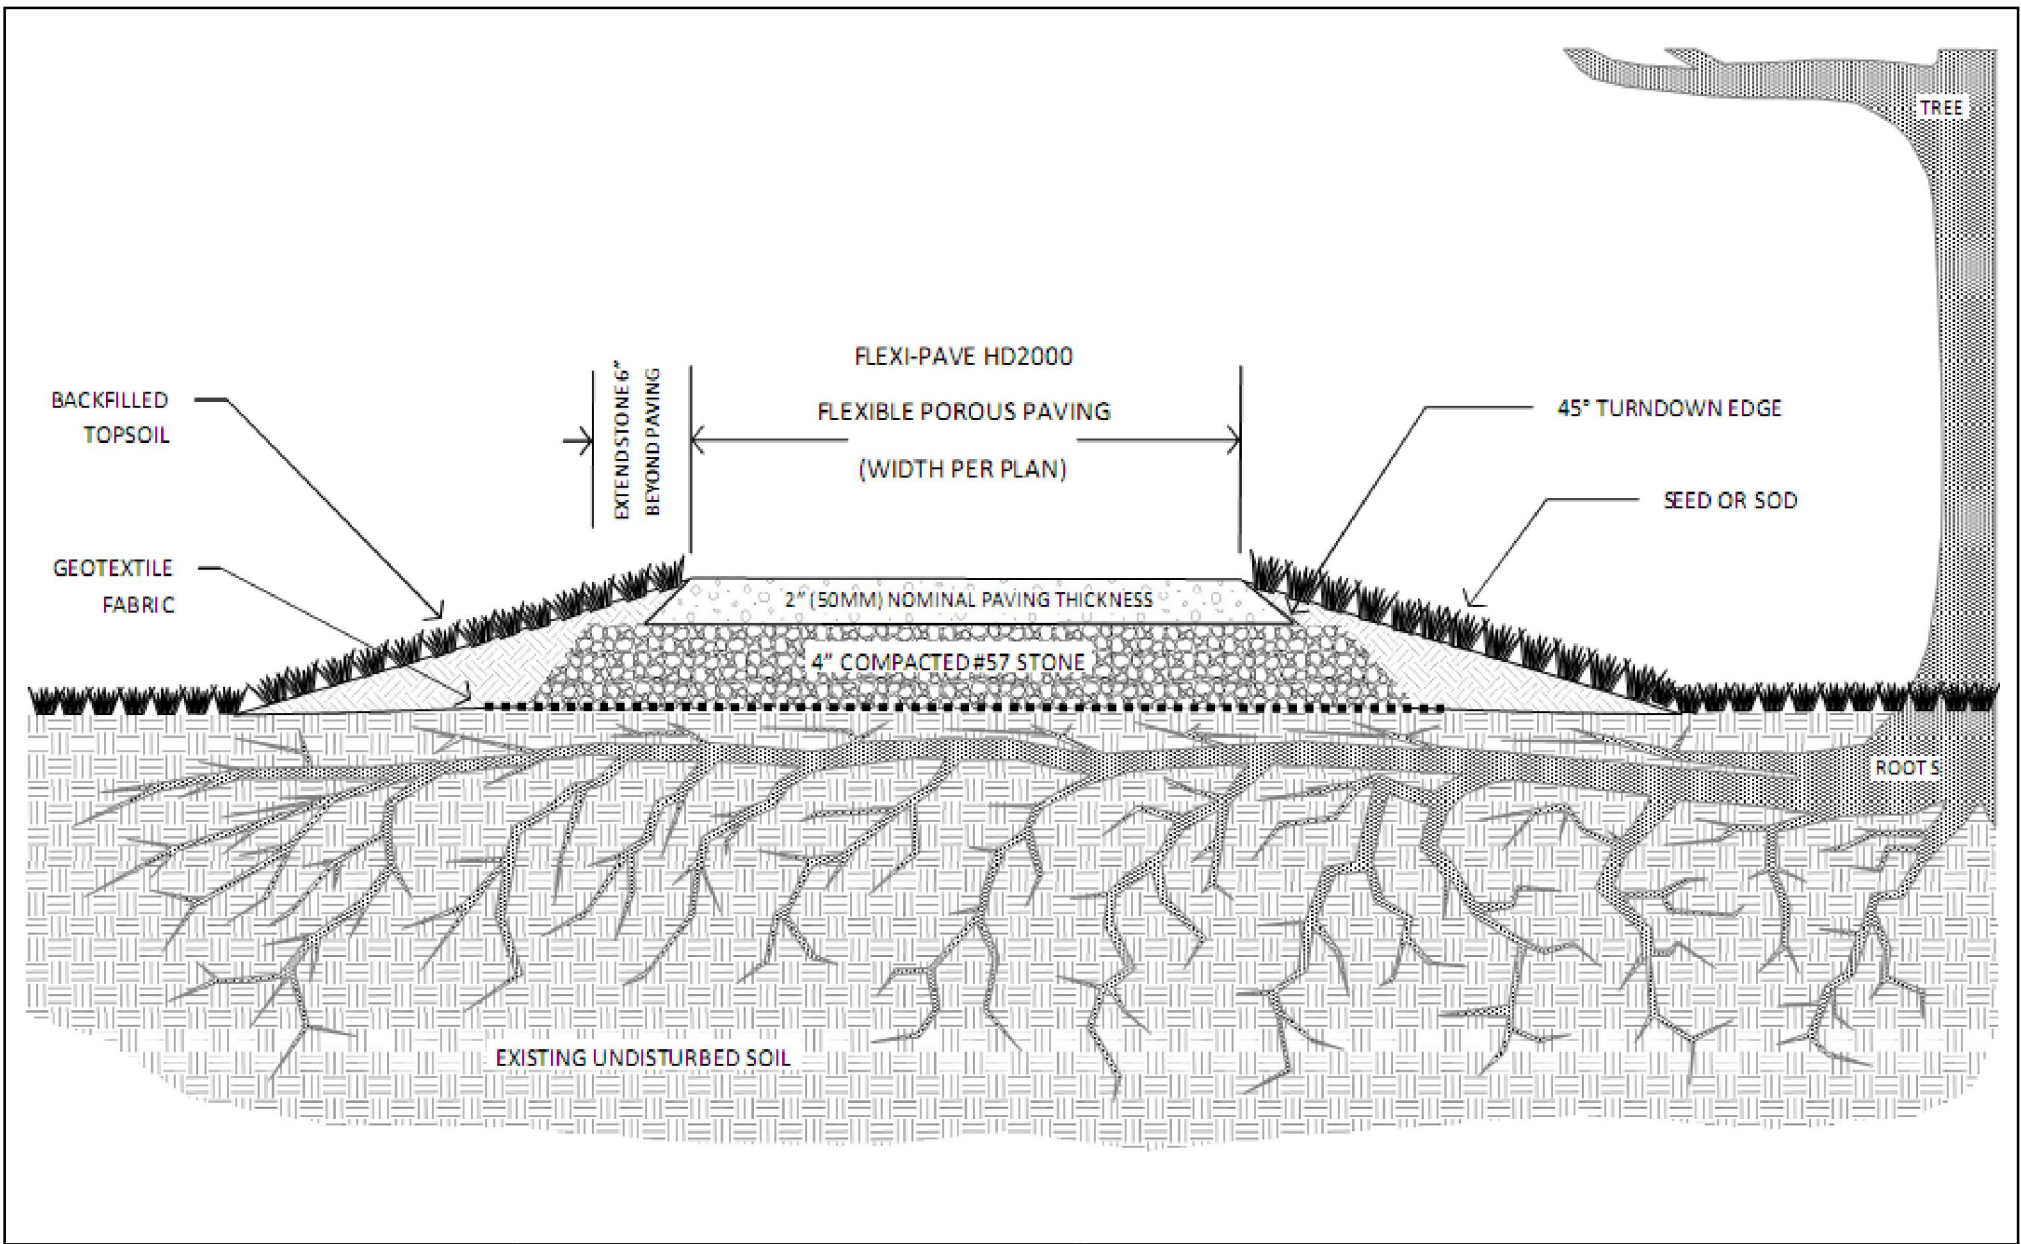 TREE
FLEXI-PAVE HD2000
FLEXIBLE POROUS PAVING
(WIDTH PER PLAN)
EXTEND STONE 6"
BEYOND PAVING
BACKFILLED
TOPSOIL
45° TURNDOWN EDGE
SEED OR SOD
GEOTEXTILE
FABRIC
2" (50MM) NOMINAL PAVING THICKNESS
4" COMPACTED #57 STONE
ROOTS
EXISTING UNDISTURBED SOIL